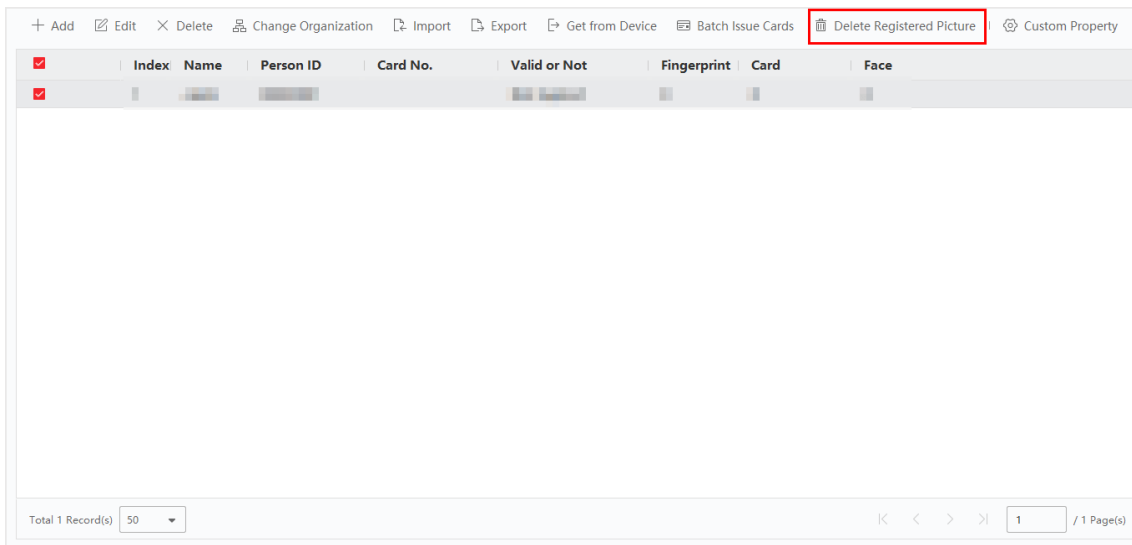 Add Edit Delete Change Organization Import Export Get from Device Batch Issue Cards Delete Registered Picture Custom Property
Index Name Person ID Card No. Valid or Not Fingerprint Card Face
Total 1 Record(s) 50 1 / 1 Page(s)